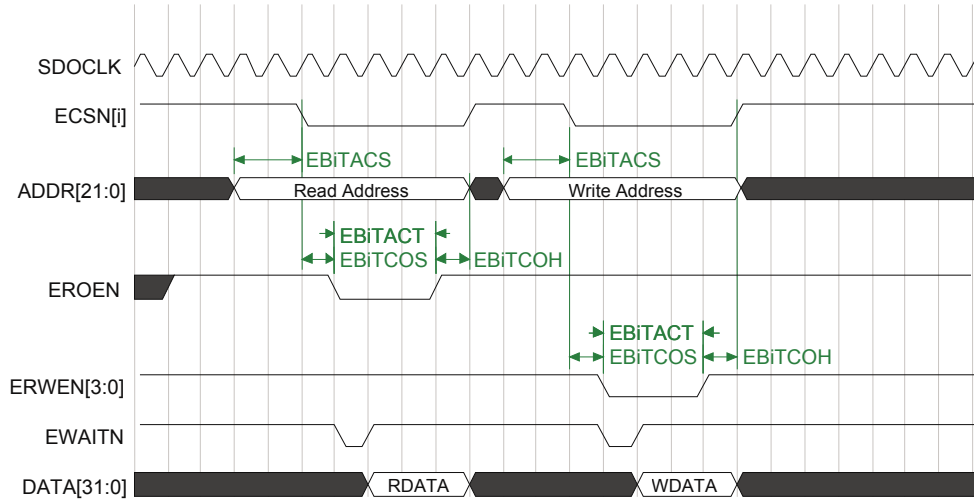 SDOCLK
ECSN[i]
EBiTACS EBiTACS
ADDR[21:0] Read Address Write Address
EBiTACT
EBiTCOS EBiTCOH
EROEN
EBiTACT
EBiTCOS EBiTCOH
ERWEN[3:0]
EWAITN
DATA[31:0] RDATA WDATA